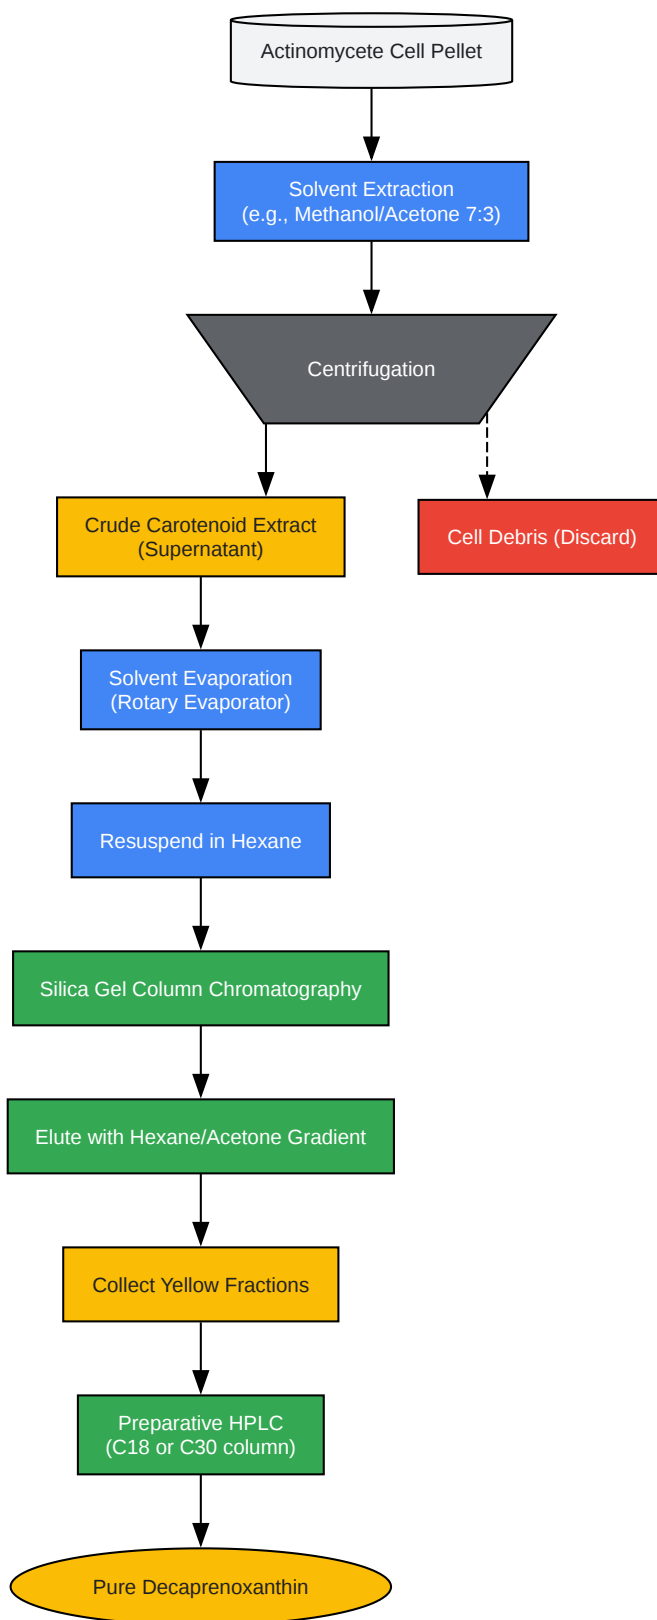 Actinomycete Cell Pellet
Solvent Extraction
(e.g., Methanol/Acetone 7:3)
Centrifugation
Crude Carotenoid Extract
(Supernatant)
Cell Debris (Discard)
Solvent Evaporation
(Rotary Evaporator)
Resuspend in Hexane
Silica Gel Column Chromatography
Elute with Hexane/Acetone Gradient
Collect Yellow Fractions
Preparative HPLC
(C18 or C30 column)
Pure Decaprenoxanthin